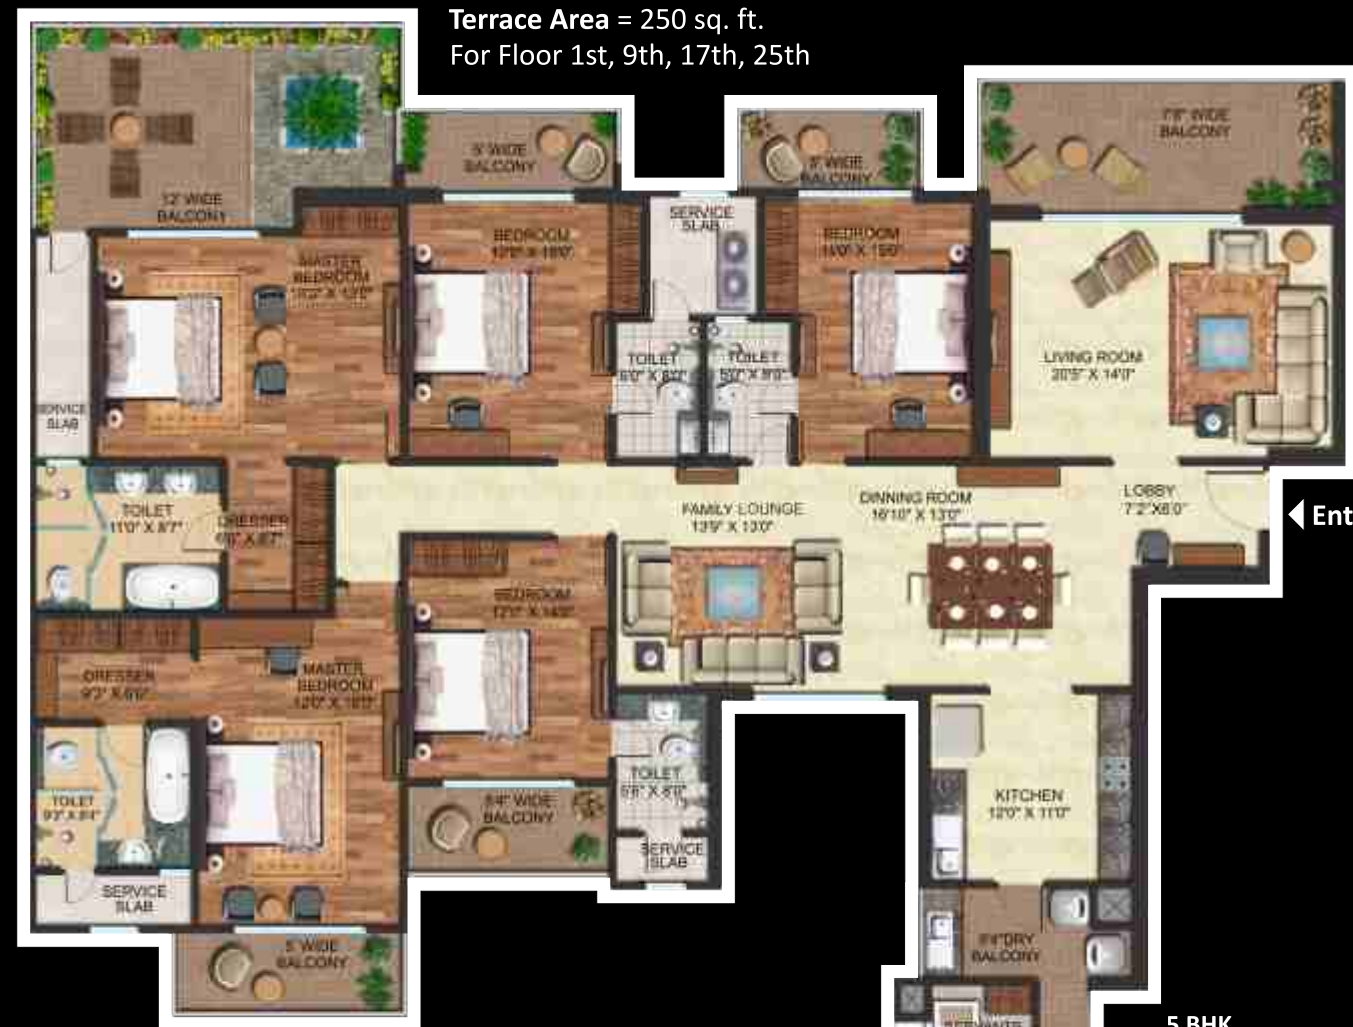 Terrace Area = 250 sq. ft.
For Floor 1st, 9th, 17th, 25th
WIDE
BALCONY
5' WIDE
BALCONY
WIDE
BALCONY
12' WIDE
BALCONY
SERVICE
SLAB
MASTER
BEDROOM
BEDROOM
BEDROOM
TOILET
6'0" X 8'0"
TOILET
LIVING ROOM
20'5" X 14'0"
SERVICE
SLAB
TOILET
11'0" X 8'7"
DRESSER
FAMILY LOUNGE
13'9" X 13'0"
DINNING ROOM
16'10" X 13'0"
LOBBY
7'2"X6'0"
Ent
BEDROOM
DRESSER
MASTER
BEDROOM
TOILET
TOILET
KITCHEN
12'0" X 11'0"
WIDE
BALCONY
SERVICE
SLAB
SERVICE
SLAB
5' WIDE
BALCONY
DRY
BALCONY
5 BHK